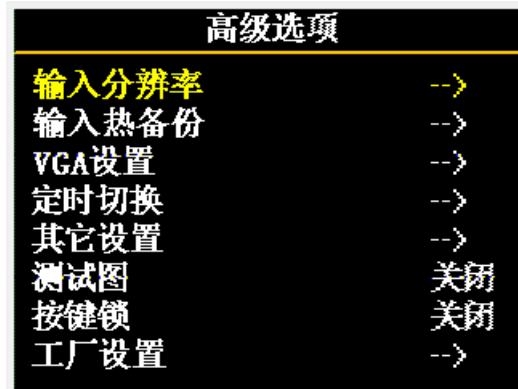 高级选项
输入分辨率 -->
输入热备份 -->
VGA设置 -->
定时切换 -->
其它设置 -->
测试图 关闭
按键锁 关闭
工厂设置 -->